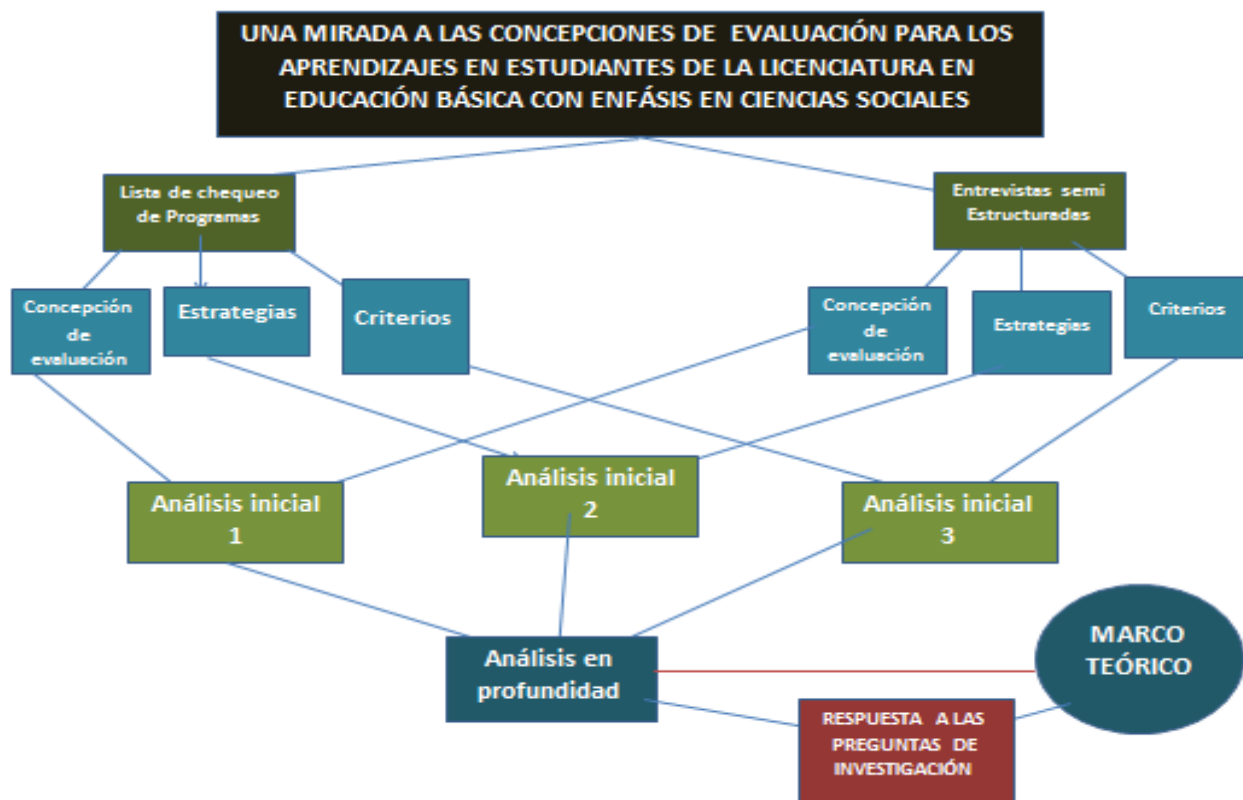 UNA MIRADA A LAS CONCEPCIONES DE EVALUACIÓN PARA LOS
APRENDIZAJES EN ESTUDIANTES DE LA LICENCIATURA EN
EDUCACIÓN BÁSICA CON ENFÁSIS EN CIENCIAS SOCIALES
Lista de chequeo
de Programas
Entrevistas semi
Estructuradas
Concepción
de
evaluación
Estrategias
Criterios
Concepción
de
evaluación
Estrategias
Criterios
Análisis inicial
1
Análisis inicial
2
Análisis inicial
3
Análisis en
profundidad
MARCO
TEÓRICO
RESPUESTA A LAS
PREGUNTAS DE
INVESTIGACIÓN